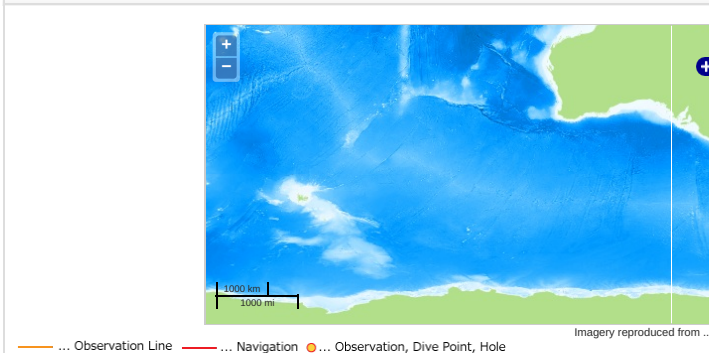 +
−
1000 km
1000 mi
Imagery reproduced from ..
... Observation Line ... Navigation ... Observation, Dive Point, Hole